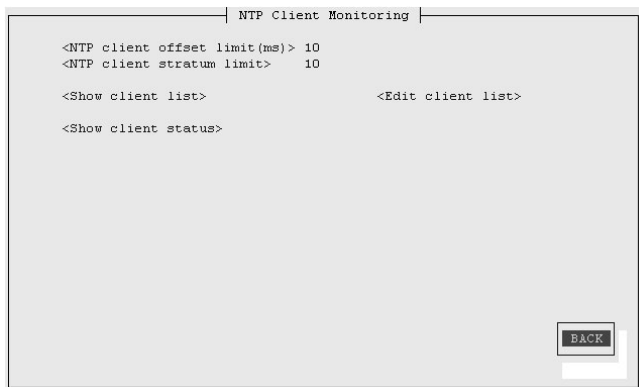 NTP Client Monitoring
<NTP client offset limit(ms)> 10
<NTP client stratum limit> 10
<Show client list> <Edit client list>
<Show client status>
BACK